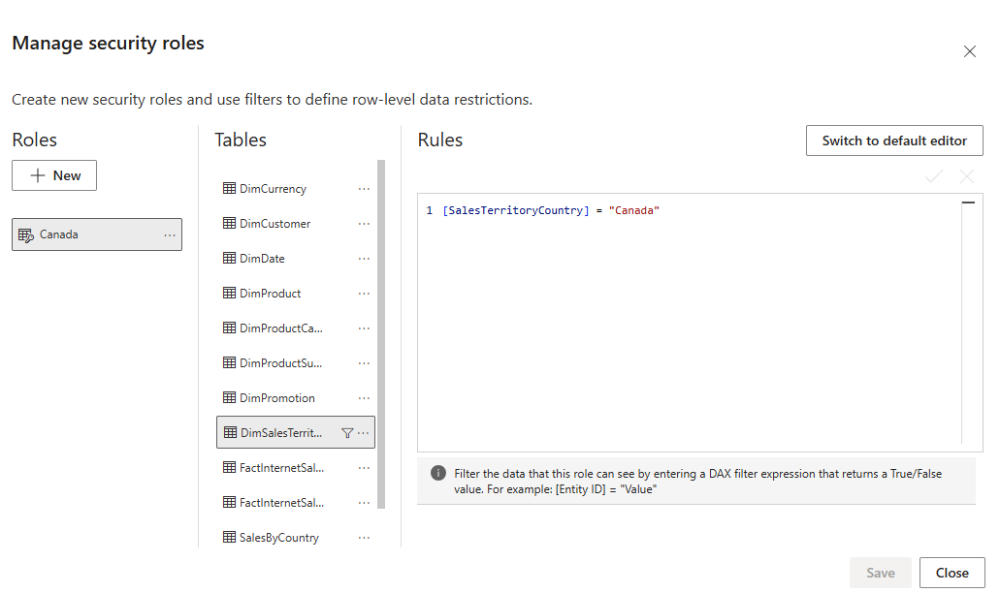 Manage security roles
Create new security roles and use filters to define row-level data restrictions.
Roles
New
Canada
Tables
DimCurrency
DimCustomer
DimDate
DimProduct
DimProductCa...
DimProductSu...
DimPromotion
DimSalesTerrit...
FactInternetSal...
FactInternetSal...
SalesByCountry
Rules
Switch to default editor
1 [SalesTerritoryCountry] = "Canada"
Filter the data that this role can see by entering a DAX filter expression that returns a True/False
value. For example: [Entity ID] = "Value"
Save
Close